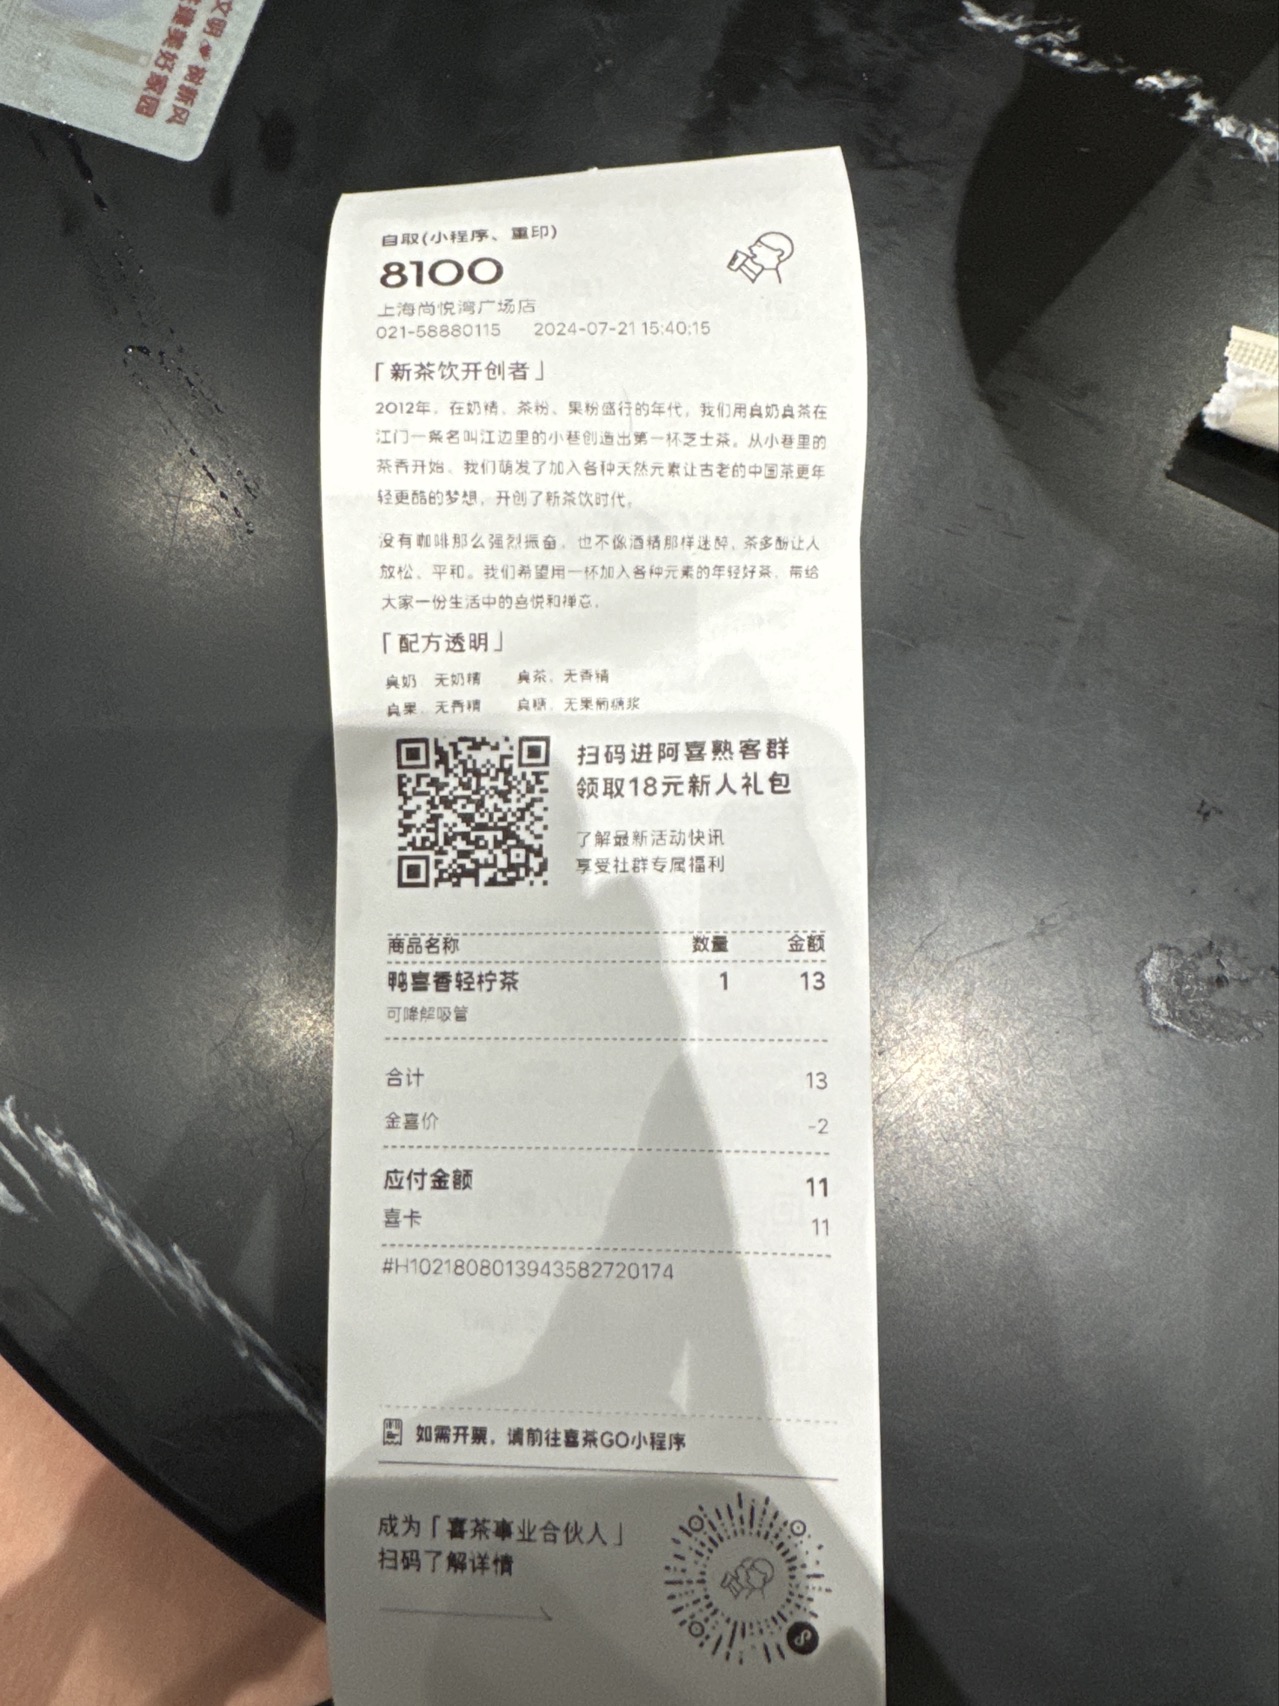 文明❤树新风
建美好家园
自取(小程序、重印)
8100
上海尚悦湾广场店
021-58880115 2024-07-21 15:40:15
「新茶饮开创者」
2012年，在奶精、茶粉、果粉盛行的年代，我们用真奶真茶在
江门一条名叫江边里的小巷创造出第一杯芝士茶。从小巷里的
茶香开始，我们萌发了加入各种天然元素让古老的中国茶更年
轻更酷的梦想，开创了新茶饮时代。
没有咖啡那么强烈振奋，也不像酒精那样迷醉，茶多酚让人
放松、平和。我们希望用一杯加入各种元素的年轻好茶，带给
大家一份生活中的喜悦和禅意。
「配方透明」
真奶，无奶精 真茶，无香精
真果，无香精 真糖，无果葡糖浆
扫码进阿喜熟客群
领取18元新人礼包
了解最新活动快讯
享受社群专属福利
商品名称 数量 金额
鸭喜香轻柠茶 1 13
可降解吸管
合计 13
金喜价 -2
应付金额 11
喜卡 11
#H1021808013943582720174
如需开票，请前往喜茶GO小程序
成为「喜茶事业合伙人」
扫码了解详情